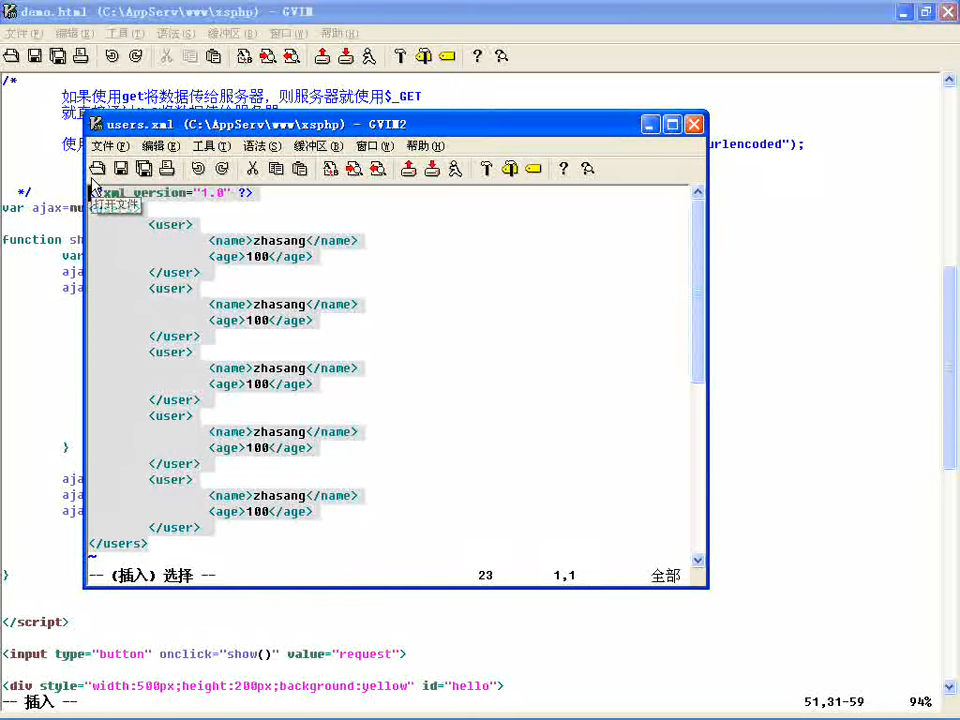 demo.html (C:\AppServ\www\xsphp) - GVIM
文件(F) 编辑(E) 工具(T) 语法(S) 缓冲区(B) 窗口(W) 帮助(H)
/*
如果使用get将数据传给服务器, 则服务器就使用$_GET
users.xml (C:\AppServ\www\xsphp) - GVIM2
文件(F) 编辑(E) 工具(T) 语法(S) 缓冲区(B) 窗口(W) 帮助(H)
urlencoded");
*/
?xml version="1.0" ?>
打开文件
var ajax=nu
<user>
function sh
<name>zhasang</name>
var
<age>100</age>
aja
</user>
aja
<user>
<name>zhasang</name>
<age>100</age>
</user>
<user>
<name>zhasang</name>
<age>100</age>
</user>
<user>
<name>zhasang</name>
}
<age>100</age>
</user>
aja
<user>
aja
<name>zhasang</name>
aja
<age>100</age>
</user>
</users>
~
}
-- (插入) 选择 -- 23 1,1 全部
</script>
<input type="button" onclick="show()" value="request">
<div style="width:500px;height:200px;background:yellow" id="hello">
-- 插入 -- 51,31-59 94%